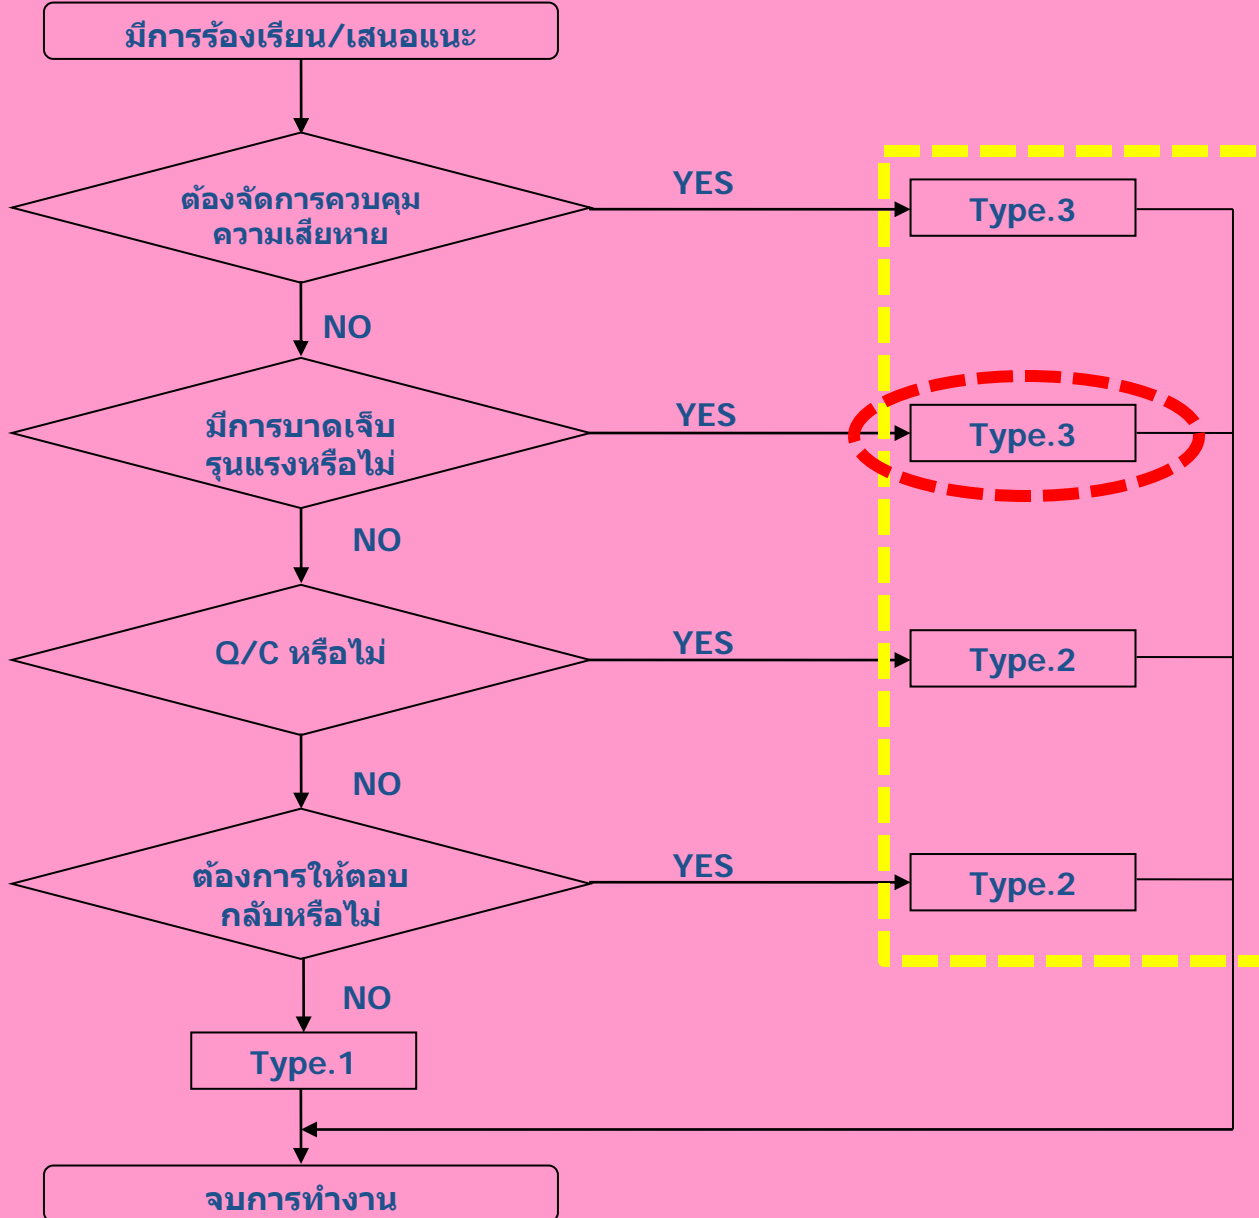 มีการร้องเรียน/เสนอแนะ
ต้องจัดการควบคุม
ความเสียหาย
YES
Type.3
NO
มีการบาดเจ็บ
รุนแรงหรือไม่
YES
Type.3
NO
Q/C หรือไม่
YES
Type.2
NO
ต้องการให้ตอบ
กลับหรือไม่
YES
Type.2
NO
Type.1
จบการทำงาน